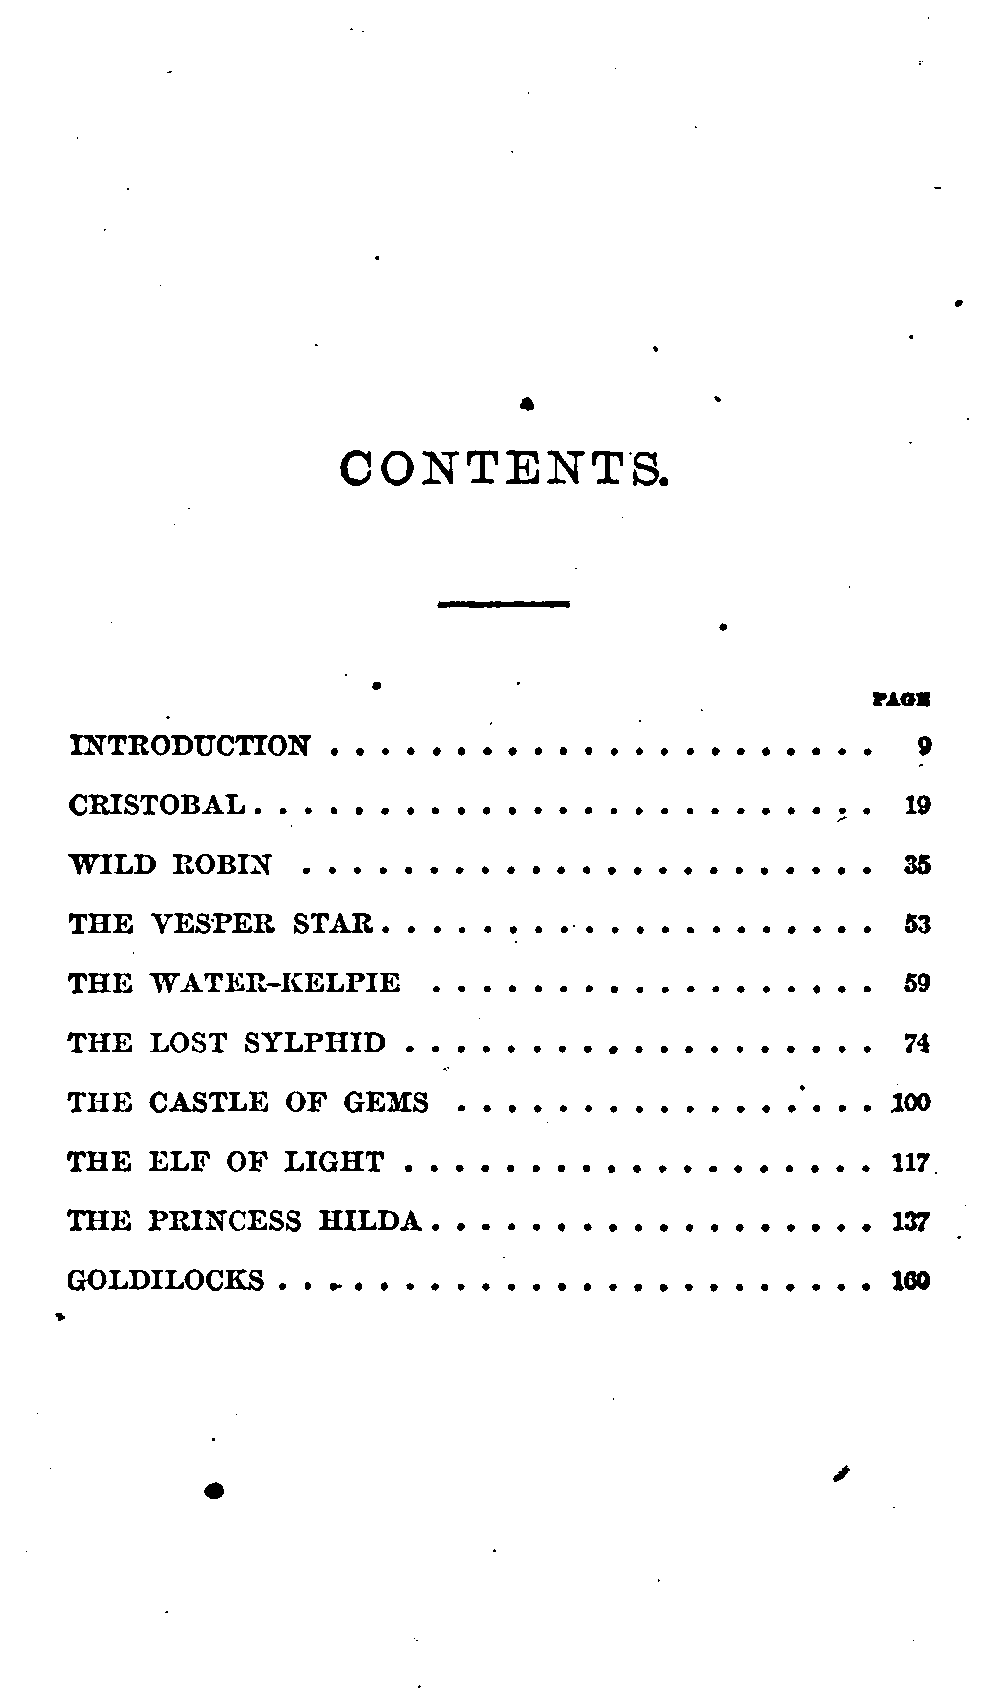 CONTENTS.
PAGE
INTRODUCTION . . . . . . . . . . . . . . . . . . . . . . 9
CRISTOBAL . . . . . . . . . . . . . . . . . . . . . . . . . 19
WILD ROBIN . . . . . . . . . . . . . . . . . . . . . . . 35
THE VESPER STAR . . . . . . . . . . . . . . . . . . . . 53
THE WATER-KELPIE . . . . . . . . . . . . . . . . . . 59
THE LOST SYLPHID . . . . . . . . . . . . . . . . . . . 74
THE CASTLE OF GEMS . . . . . . . . . . . . . . . . . 100
THE ELF OF LIGHT . . . . . . . . . . . . . . . . . . . 117
THE PRINCESS HILDA . . . . . . . . . . . . . . . . . . 137
GOLDILOCKS . . . . . . . . . . . . . . . . . . . . . . . . 160